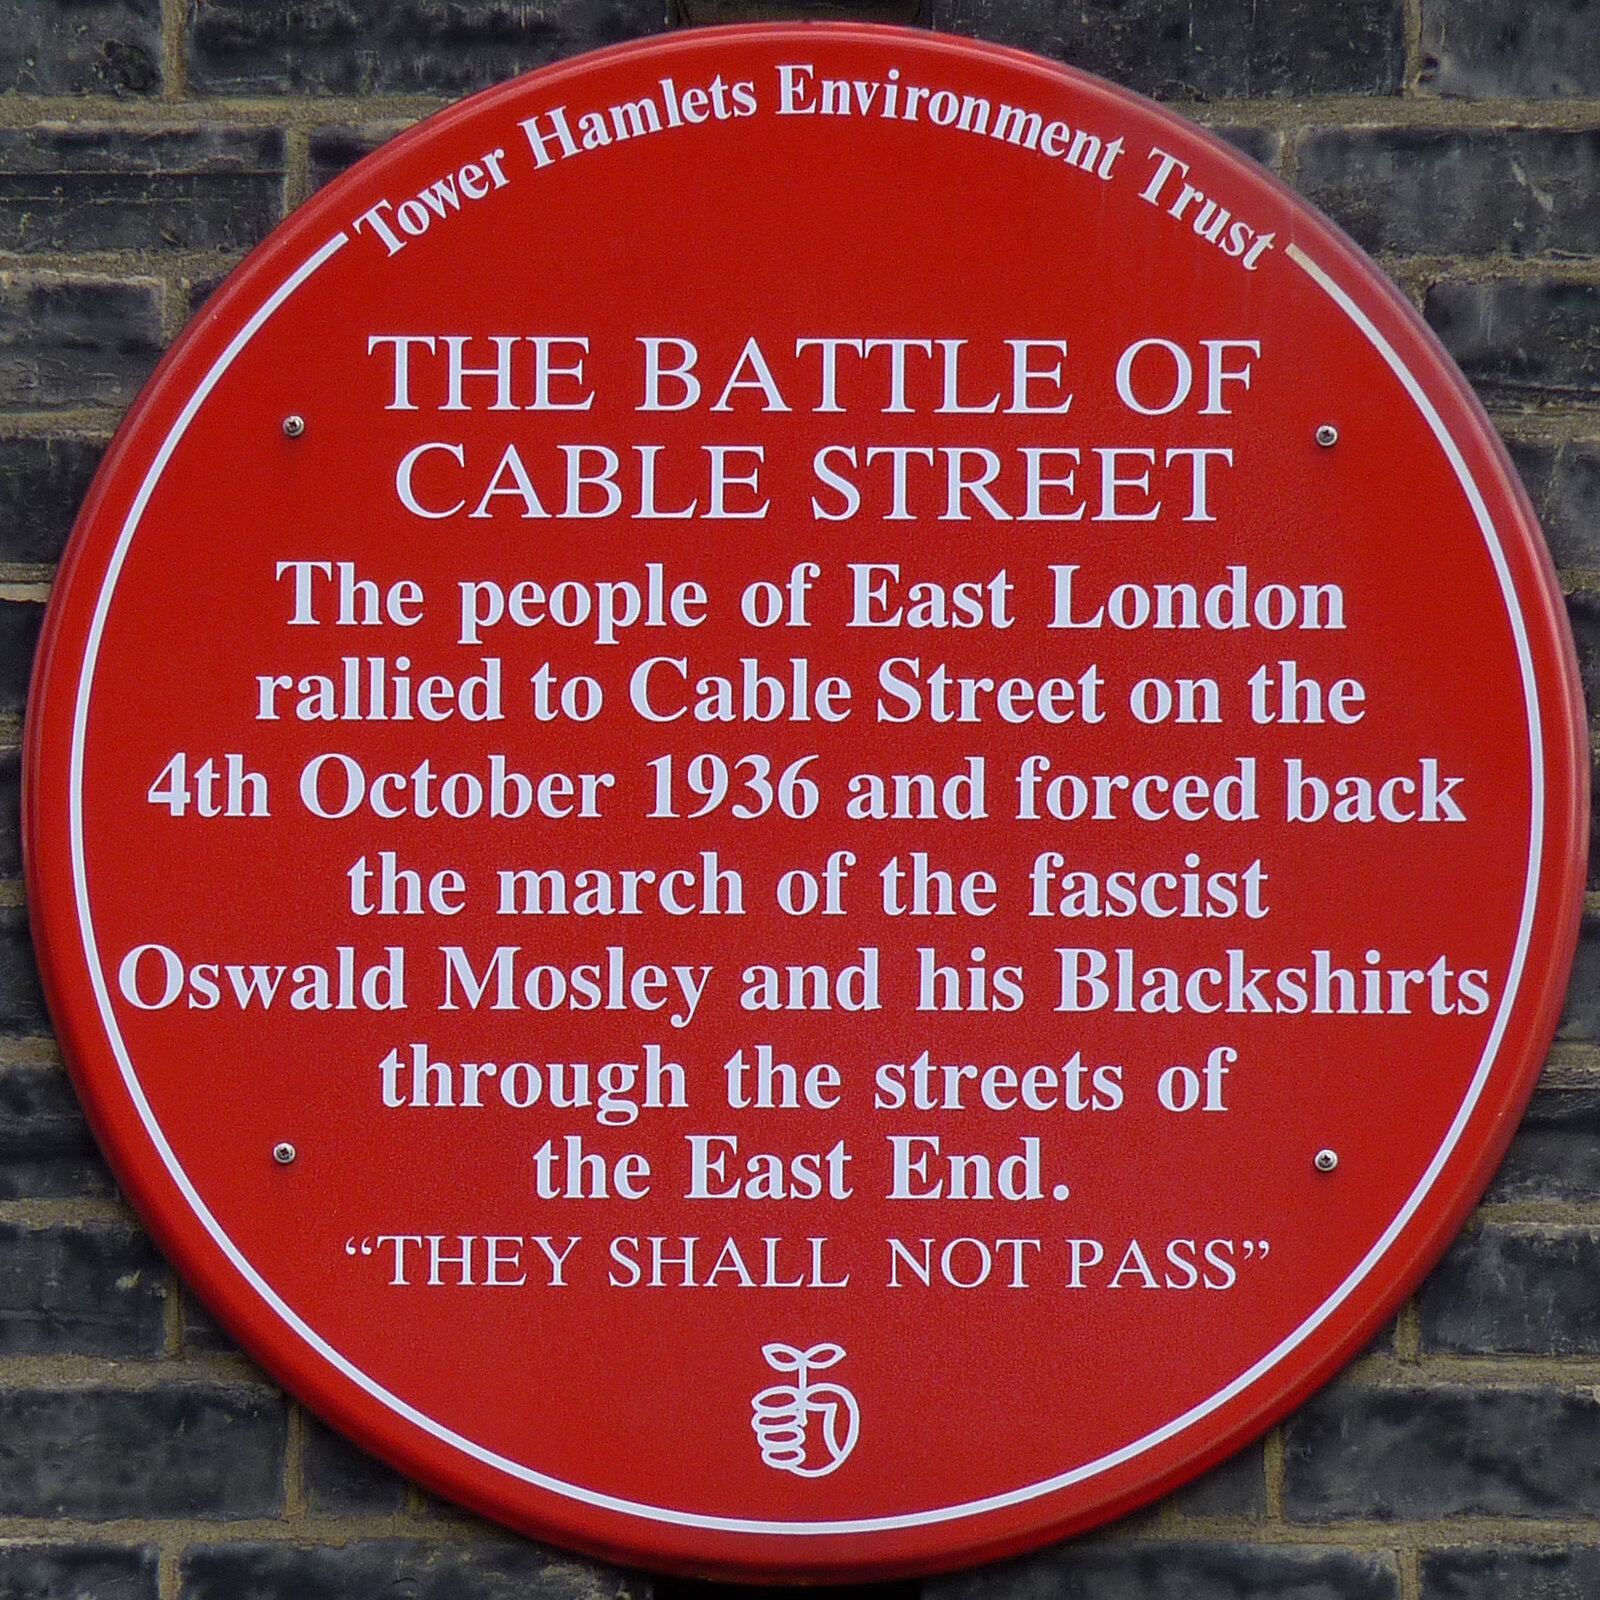 Tower Hamlets Environment Trust
THE BATTLE OF
CABLE STREET
The people of East London
rallied to Cable Street on the
4th October 1936 and forced back
the march of the fascist
Oswald Mosley and his Blackshirts
through the streets of
the East End.
“THEY SHALL NOT PASS”